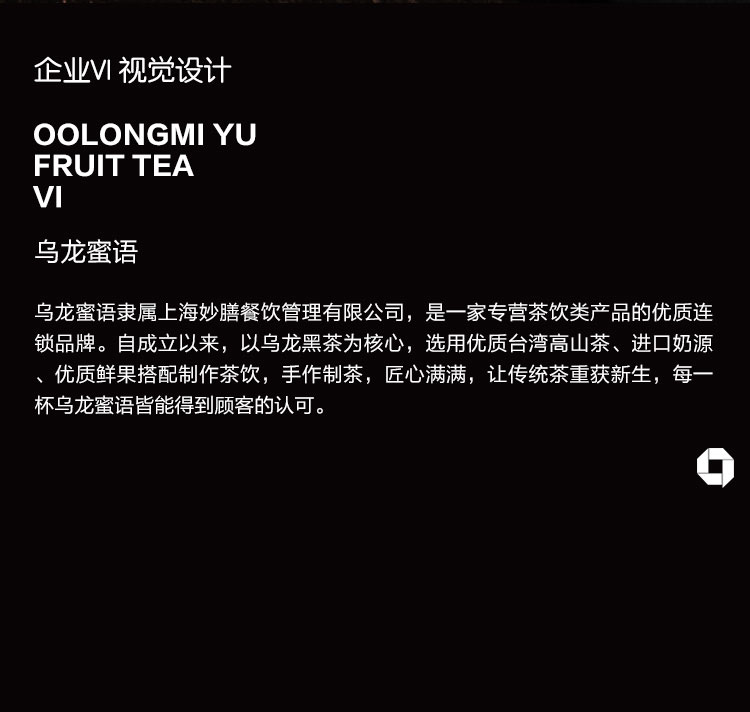 企业VI 视觉设计
OOLONGMI YU
FRUIT TEA
VI
乌龙蜜语
乌龙蜜语隶属上海妙膳餐饮管理有限公司，是一家专营茶饮类产品的优质连
锁品牌。自成立以来，以乌龙黑茶为核心，选用优质台湾高山茶、进口奶源
、优质鲜果搭配制作茶饮，手作制茶，匠心满满，让传统茶重获新生，每一
杯乌龙蜜语皆能得到顾客的认可。